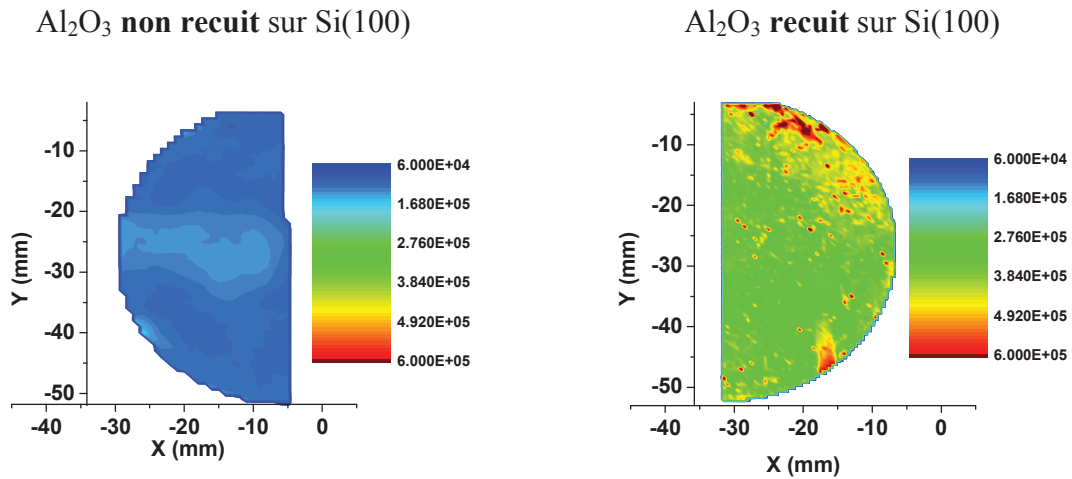 Al₂O₃ non recuit sur Si(100)
Al₂O₃ recuit sur Si(100)
-10
-20
-30
-40
-50
Y (mm)
-40
-30
-20
-10
0
X (mm)
6.000E+04
1.680E+05
2.760E+05
3.840E+05
4.920E+05
6.000E+05
-10
-20
-30
-40
-50
Y (mm)
-40
-30
-20
-10
0
X (mm)
6.000E+04
1.680E+05
2.760E+05
3.840E+05
4.920E+05
6.000E+05